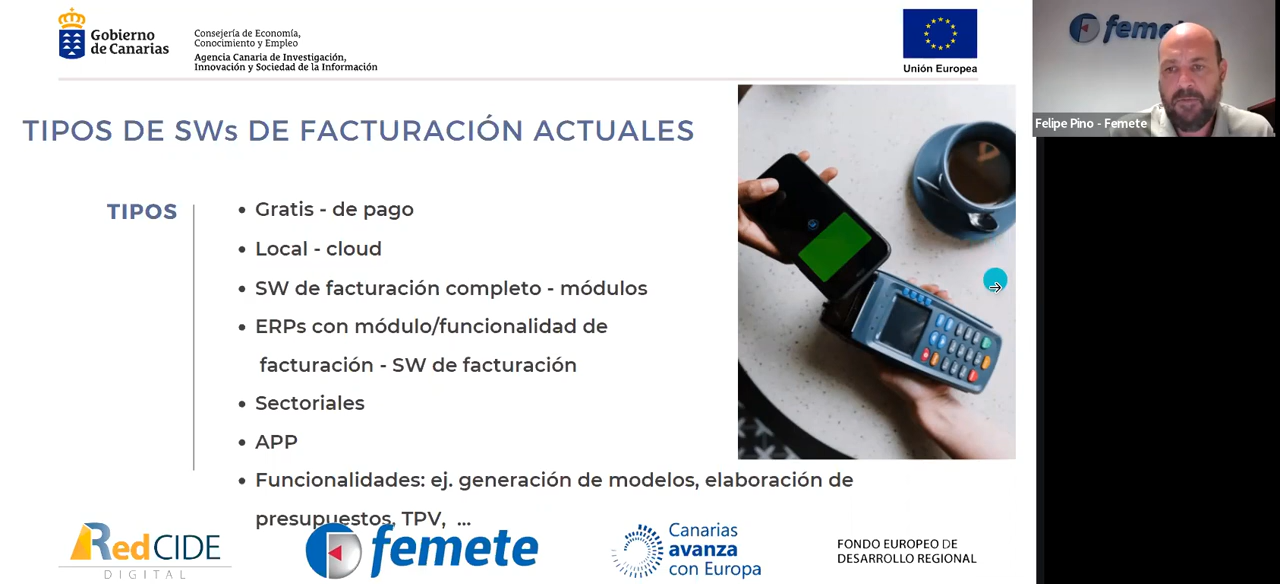 Gobierno
de Canarias
Consejería de Economía,
Conocimiento y Empleo
Agencia Canaria de Investigación,
Innovación y Sociedad de la Información
Unión Europea
femete
Felipe Pino - Femete
TIPOS DE SWs DE FACTURACIÓN ACTUALES
TIPOS
• Gratis - de pago
• Local - cloud
• SW de facturación completo - módulos
• ERPs con módulo/funcionalidad de
facturación - SW de facturación
• Sectoriales
• APP
• Funcionalidades: ej. generación de modelos, elaboración de
presupuestos, TPV, ...
RedCIDE
DIGITAL
femete
Canarias
avanza
con Europa
FONDO EUROPEO DE
DESARROLLO REGIONAL